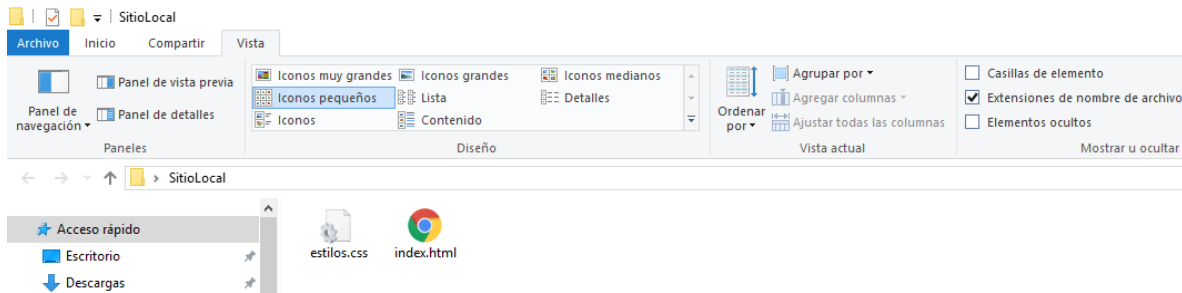 SitioLocal
Archivo Inicio Compartir Vista
Panel de navegación
Panel de vista previa
Panel de detalles
Paneles
Iconos muy grandes Iconos grandes Iconos medianos
Iconos pequeños Lista Detalles
Iconos Contenido
Diseño
Ordenar por
Agrupar por
Agregar columnas
Ajustar todas las columnas
Vista actual
Casillas de elemento
Extensiones de nombre de archivo
Elementos ocultos
Mostrar u ocultar
SitioLocal
Acceso rápido
Escritorio
Descargas
estilos.css index.html